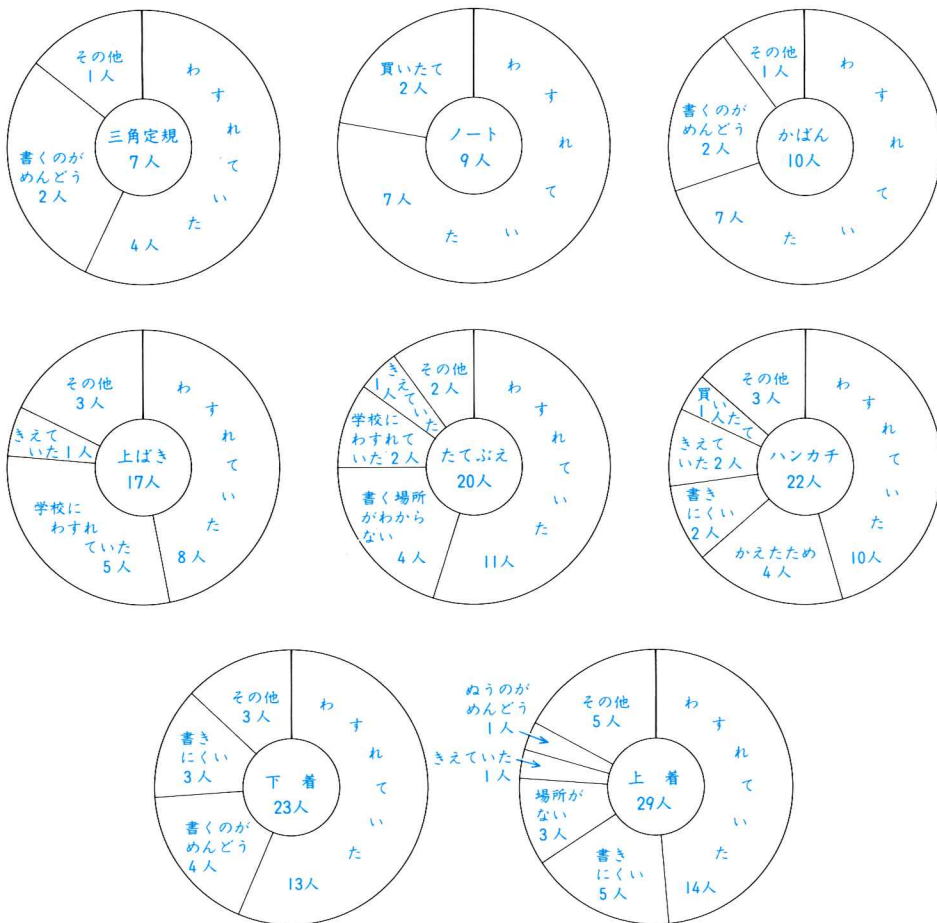 その他
1人
わすれていた
4人
書くのが
めんどう
2人
三角定規
7人
買いたて
2人
わすれていた
7人
ノート
9人
その他
1人
書くのが
めんどう
2人
わすれていた
7人
かばん
10人
その他
3人
きえて
いた1人
学校に
わすれ
ていた
5人
わすれていた
8人
上ばき
17人
その他
2人
きえていた
1人
学校に
わすれて
いた2人
書く場所
がわから
ない
4人
わすれていた
11人
たてぶえ
20人
その他
3人
買いたて
1人
きえて
いた2人
書き
にくい
2人
かえたため
4人
わすれていた
10人
ハンカチ
22人
その他
3人
書き
にくい
3人
書くのが
めんどう
4人
わすれていた
13人
下着
23人
ぬうのが
めんどう
1人
きえていた
1人
その他
5人
場所が
ない
3人
書き
にくい
5人
わすれていた
14人
上着
29人